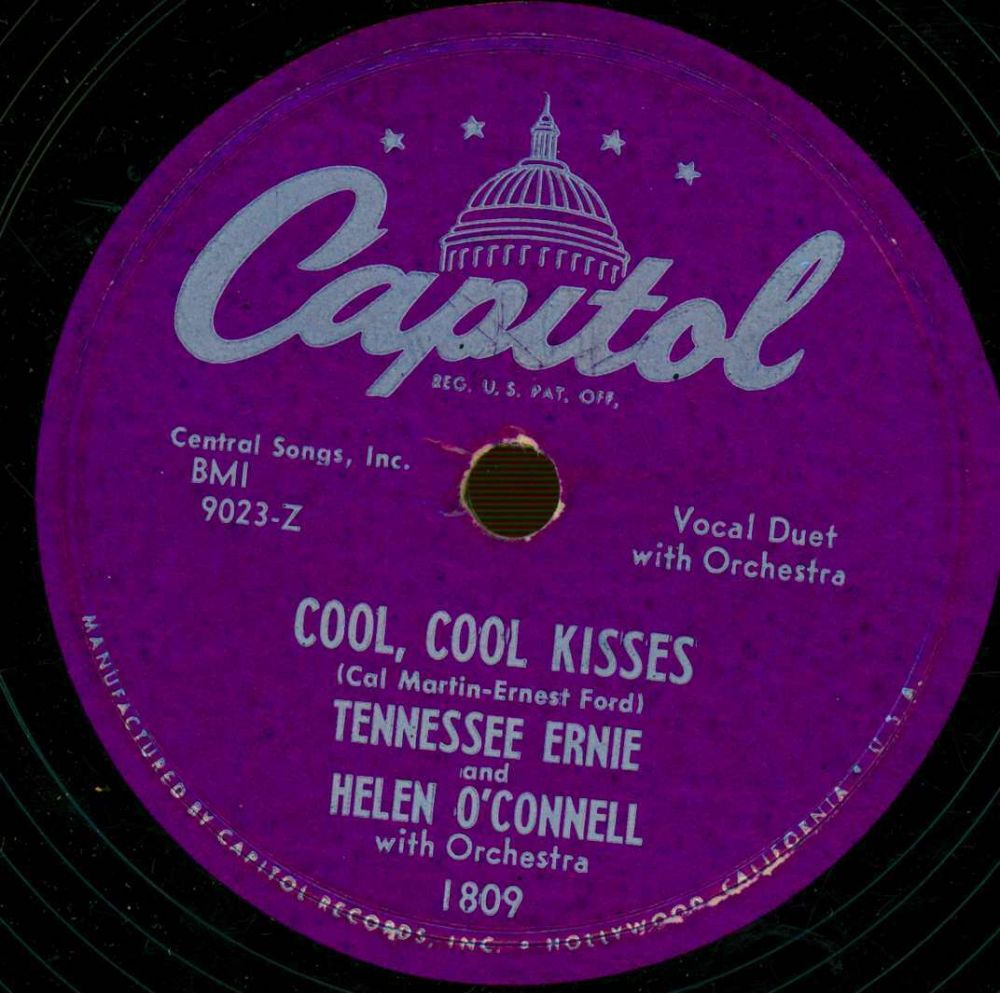 Capitol
REG. U. S. PAT. OFF.
Central Songs, Inc.
BMI
9023-Z
Vocal Duet
with Orchestra
COOL, COOL KISSES
(Cal Martin-Ernest Ford)
TENNESSEE ERNIE
and
HELEN O'CONNELL
with Orchestra
1809
MANUFACTURED BY CAPITOL RECORDS, INC. • HOLLYWOOD, CALIFORNIA. U. S. A.